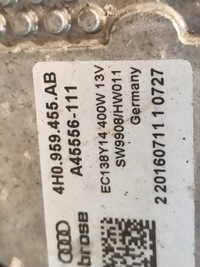 4H0.959.455.AB
A45556-111
EC138Y14 400W 13V
SW9908/HW011
Germany
2 20160711 1 0727
brose